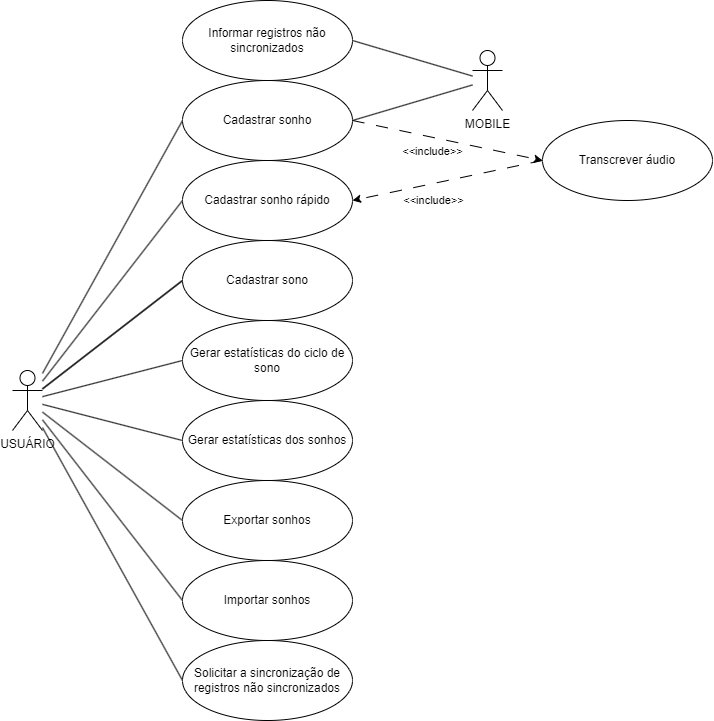 Informar registros não
sincronizados
MOBILE
Cadastrar sonho
<<include>>
Transcrever áudio
Cadastrar sonho rápido
<<include>>
Cadastrar sono
Gerar estatísticas do ciclo de
sono
USUÁRIO
Gerar estatísticas dos sonhos
Exportar sonhos
Importar sonhos
Solicitar a sincronização de
registros não sincronizados